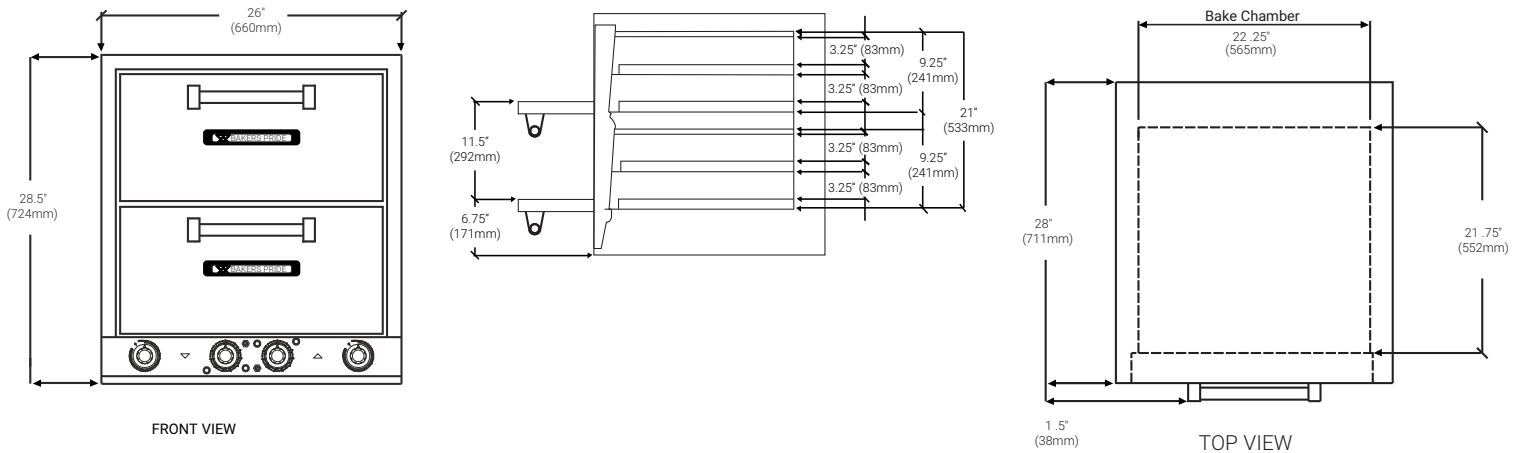 26"
(660mm)
BAKERS PRIDE
28.5"
(724mm)
BAKERS PRIDE
FRONT VIEW
3.25" (83mm)
9.25"
(241mm)
3.25" (83mm)
21"
(533mm)
11.5"
(292mm)
3.25" (83mm)
9.25"
(241mm)
3.25" (83mm)
6.75"
(171mm)
Bake Chamber
22 .25"
(565mm)
28"
(711mm)
21 .75"
(552mm)
1 .5"
(38mm)
TOP VIEW